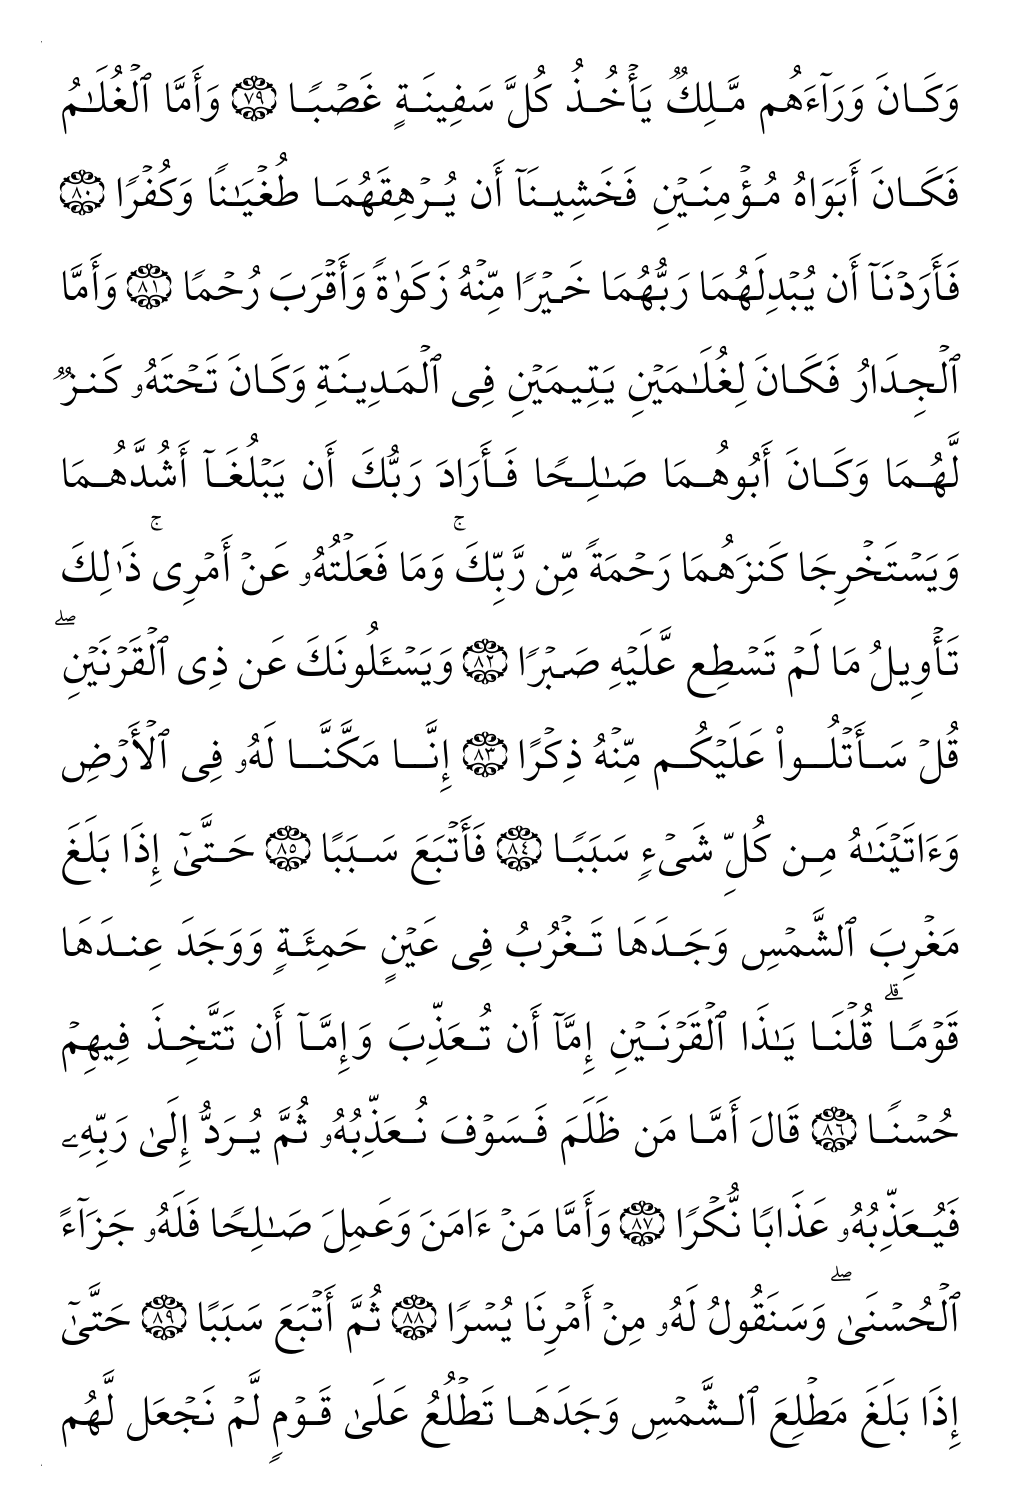 وَكَانَ وَرَآءَهُم مَّلِكٌ يَأۡخُذُ كُلَّ سَفِينَةٍ غَصۡبًا ٧٩ وَأَمَّا ٱلۡغُلَٰمُ
فَكَانَ أَبَوَاهُ مُؤۡمِنَيۡنِ فَخَشِينَآ أَن يُرۡهِقَهُمَا طُغۡيَٰنًا وَكُفۡرًا ٨٠
فَأَرَدۡنَآ أَن يُبۡدِلَهُمَا رَبُّهُمَا خَيۡرًا مِّنۡهُ زَكَوٰةً وَأَقۡرَبَ رُحۡمًا ٨١ وَأَمَّا
ٱلۡجِدَارُ فَكَانَ لِغُلَٰمَيۡنِ يَتِيمَيۡنِ فِى ٱلۡمَدِينَةِ وَكَانَ تَحۡتَهُۥ كَنزٌ
لَّهُمَا وَكَانَ أَبُوهُمَا صَٰلِحًا فَأَرَادَ رَبُّكَ أَن يَبۡلُغَآ أَشُدَّهُمَا
وَيَسۡتَخۡرِجَا كَنزَهُمَا رَحۡمَةً مِّن رَّبِّكَۚ وَمَا فَعَلۡتُهُۥ عَنۡ أَمۡرِىۚ ذَٰلِكَ
تَأۡوِيلُ مَا لَمۡ تَسۡطِع عَّلَيۡهِ صَبۡرًا ٨٢ وَيَسۡـَٔلُونَكَ عَن ذِى ٱلۡقَرۡنَيۡنِۖ
قُلۡ سَأَتۡلُوا۟ عَلَيۡكُم مِّنۡهُ ذِكۡرًا ٨٣ إِنَّا مَكَّنَّا لَهُۥ فِى ٱلۡأَرۡضِ
وَءَاتَيۡنَٰهُ مِن كُلِّ شَىۡءٍ سَبَبًا ٨٤ فَأَتۡبَعَ سَبَبًا ٨٥ حَتَّىٰٓ إِذَا بَلَغَ
مَغۡرِبَ ٱلشَّمۡسِ وَجَدَهَا تَغۡرُبُ فِى عَيۡنٍ حَمِئَةٍ وَوَجَدَ عِندَهَا
قَوۡمًاۗ قُلۡنَا يَٰذَا ٱلۡقَرۡنَيۡنِ إِمَّآ أَن تُعَذِّبَ وَإِمَّآ أَن تَتَّخِذَ فِيهِمۡ
حُسۡنًا ٨٦ قَالَ أَمَّا مَن ظَلَمَ فَسَوۡفَ نُعَذِّبُهُۥ ثُمَّ يُرَدُّ إِلَىٰ رَبِّهِۦ
فَيُعَذِّبُهُۥ عَذَابًا نُّكۡرًا ٨٧ وَأَمَّا مَنۡ ءَامَنَ وَعَمِلَ صَٰلِحًا فَلَهُۥ جَزَآءً
ٱلۡحُسۡنَىٰۖ وَسَنَقُولُ لَهُۥ مِنۡ أَمۡرِنَا يُسۡرًا ٨٨ ثُمَّ أَتۡبَعَ سَبَبًا ٨٩ حَتَّىٰٓ
إِذَا بَلَغَ مَطۡلِعَ ٱلشَّمۡسِ وَجَدَهَا تَطۡلُعُ عَلَىٰ قَوۡمٍ لَّمۡ نَجۡعَل لَّهُم